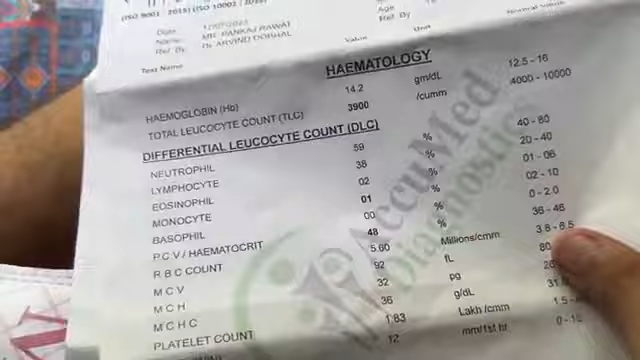 (ISO 9001 : 2015) (ISO 10002 / 2018)
Date
Name: MR. PANKAJ RAWAT
Ref. By Dr. ARVIND DOBHAL
Age
Ref. By
Test Name Value Unit Normal Value
HAEMATOLOGY
HAEMOGLOBIN (Hb) 14.2 gm/dL 12.5 - 16
TOTAL LEUCOCYTE COUNT (TLC) 3900 /cumm 4000 - 10000
DIFFERENTIAL LEUCOCYTE COUNT (DLC)
NEUTROPHIL 59 % 40 - 80
LYMPHOCYTE 38 % 20 - 40
EOSINOPHIL 02 % 01 - 06
MONOCYTE 01 % 02 - 10
BASOPHIL 00 % 0 - 2.0
P C V / HAEMATOCRIT 48 % 36 - 46
R B C COUNT 5.60 Millions/cmm 3.8 - 6.5
M C V 92 fL 80
M C H 32 pg
M C H C 36 g/dL
PLATELET COUNT 1.83 Lakh /cmm 1.5 -
12 mm/1st hr 0 -
AccuMed
Diagnostics